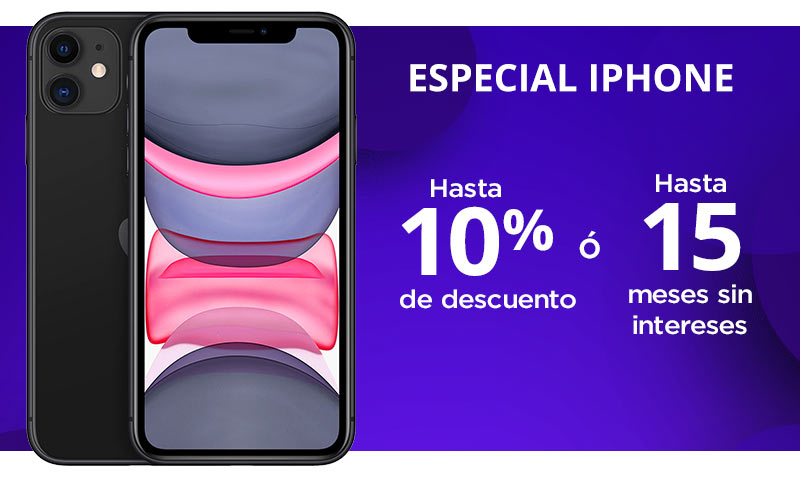 ESPECIAL IPHONE
Hasta
10%
de descuento
ó
Hasta
15
meses sin
intereses